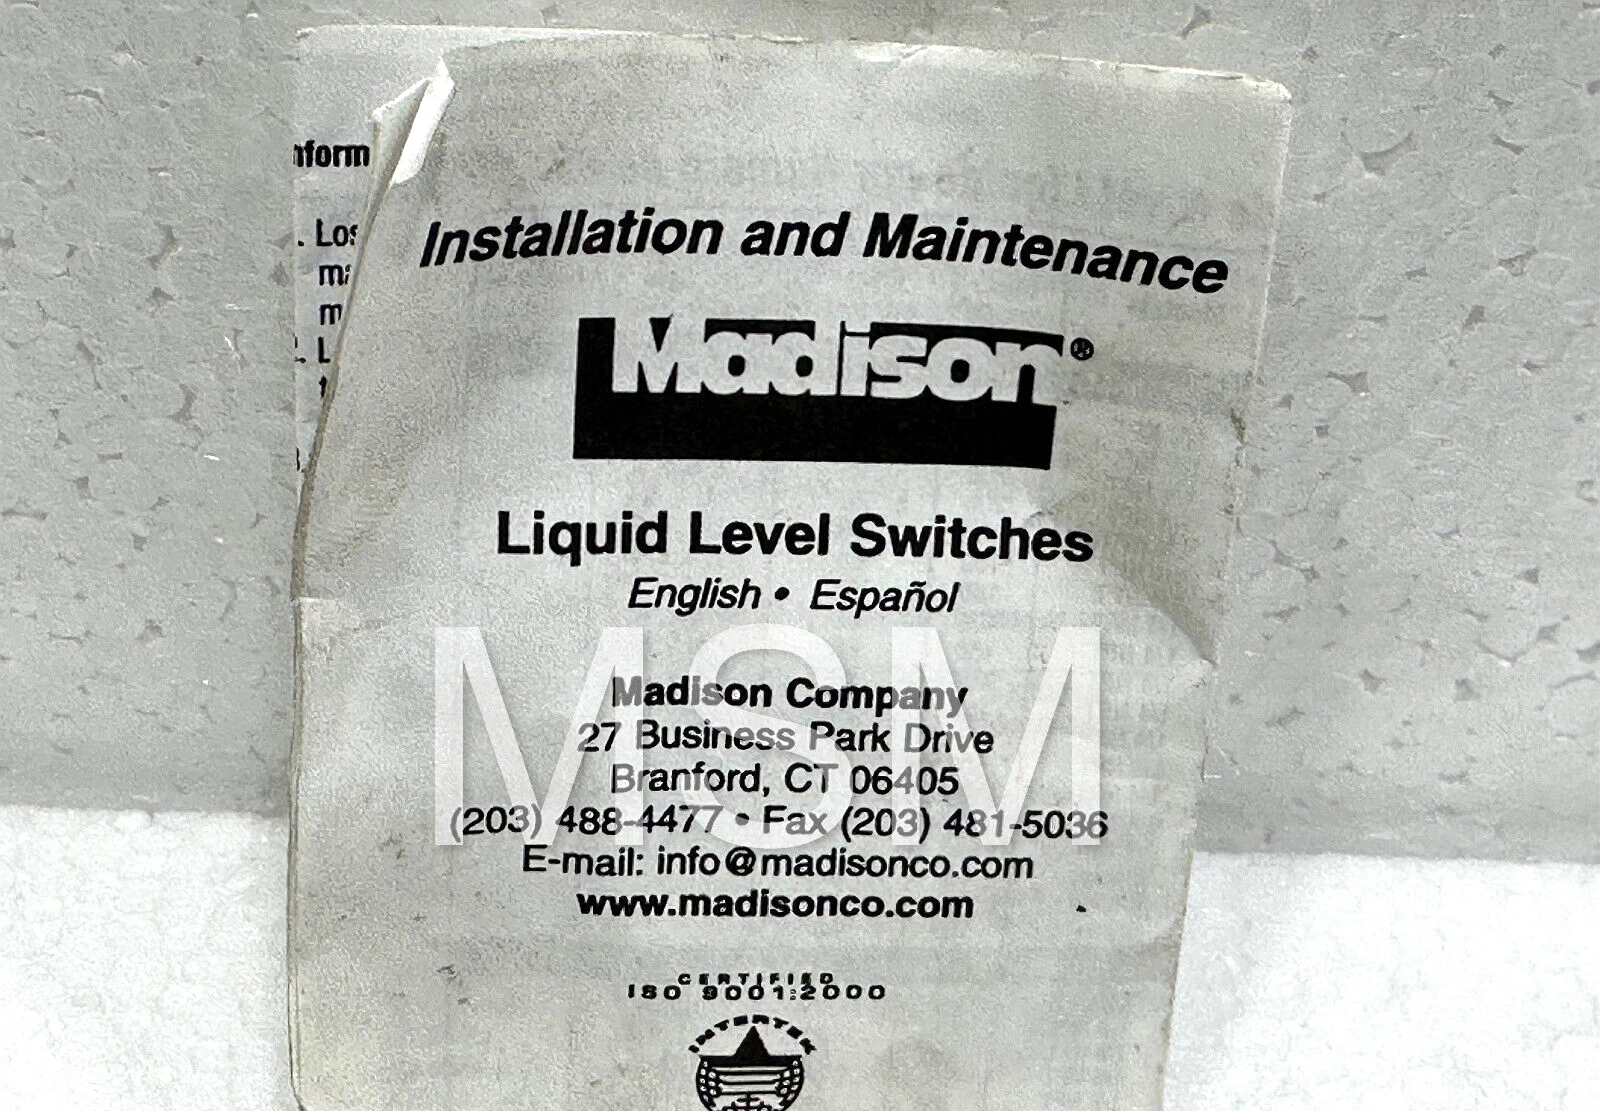 Installation and Maintenance
Madison®
Liquid Level Switches
English • Español
Madison Company
27 Business Park Drive
Branford, CT 06405
(203) 488-4477 • Fax (203) 481-5036
E-mail: info@madisonco.com
www.madisonco.com
CERTIFIED
ISO 9001:2000
INTERTEK
MSM